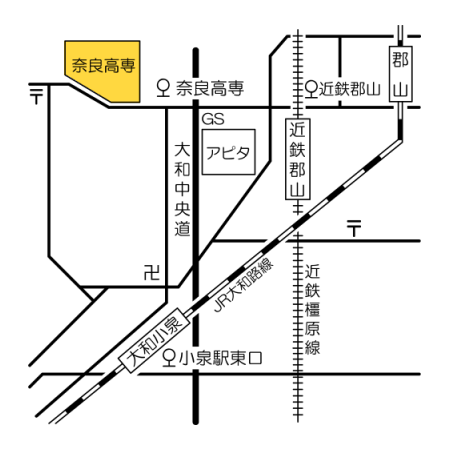 奈良高専
奈良高専
近鉄郡山
郡山
GS
アピタ
大和中央道
近鉄郡山
JR大和路線
近鉄橿原線
大和小泉
小泉駅東口